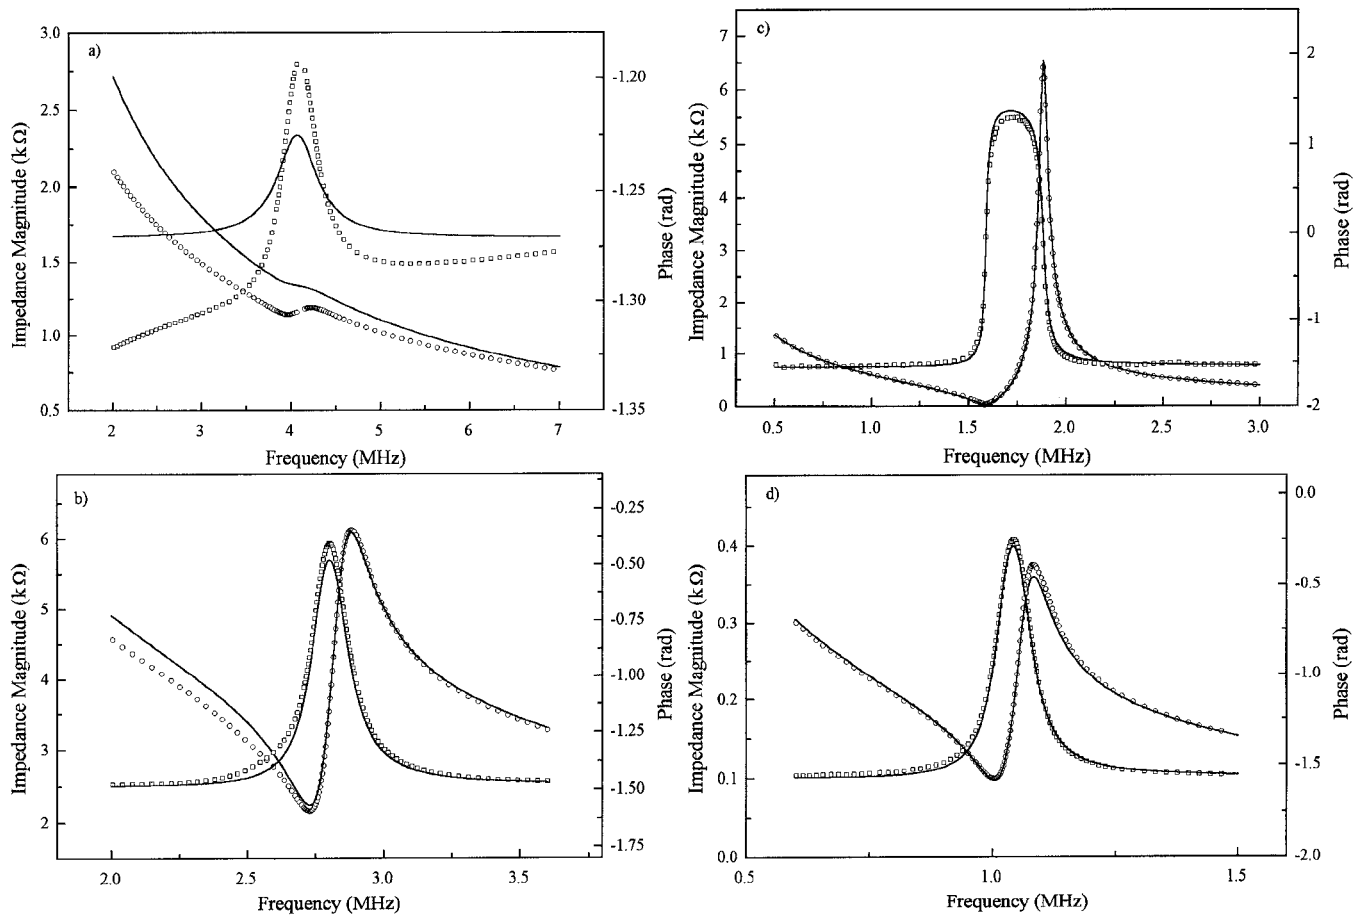 a)
3.0
2.5
2.0
1.5
1.0
0.5
Impedance Magnitude (kΩ)
-1.20
-1.25
-1.30
-1.35
Phase (rad)
2 3 4 5 6 7
Frequency (MHz)
c)
7
6
5
4
3
2
1
0
Impedance Magnitude (kΩ)
2
1
0
-1
-2
Phase (rad)
0.5 1.0 1.5 2.0 2.5 3.0
Frequency (MHz)
b)
6
5
4
3
2
Impedance Magnitude (kΩ)
-0.25
-0.50
-0.75
-1.00
-1.25
-1.50
-1.75
Phase (rad)
2.0 2.5 3.0 3.5
Frequency (MHz)
d)
0.4
0.3
0.2
0.1
0.0
Impedance Magnitude (kΩ)
0.0
-0.5
-1.0
-1.5
-2.0
Phase (rad)
0.5 1.0 1.5
Frequency (MHz)